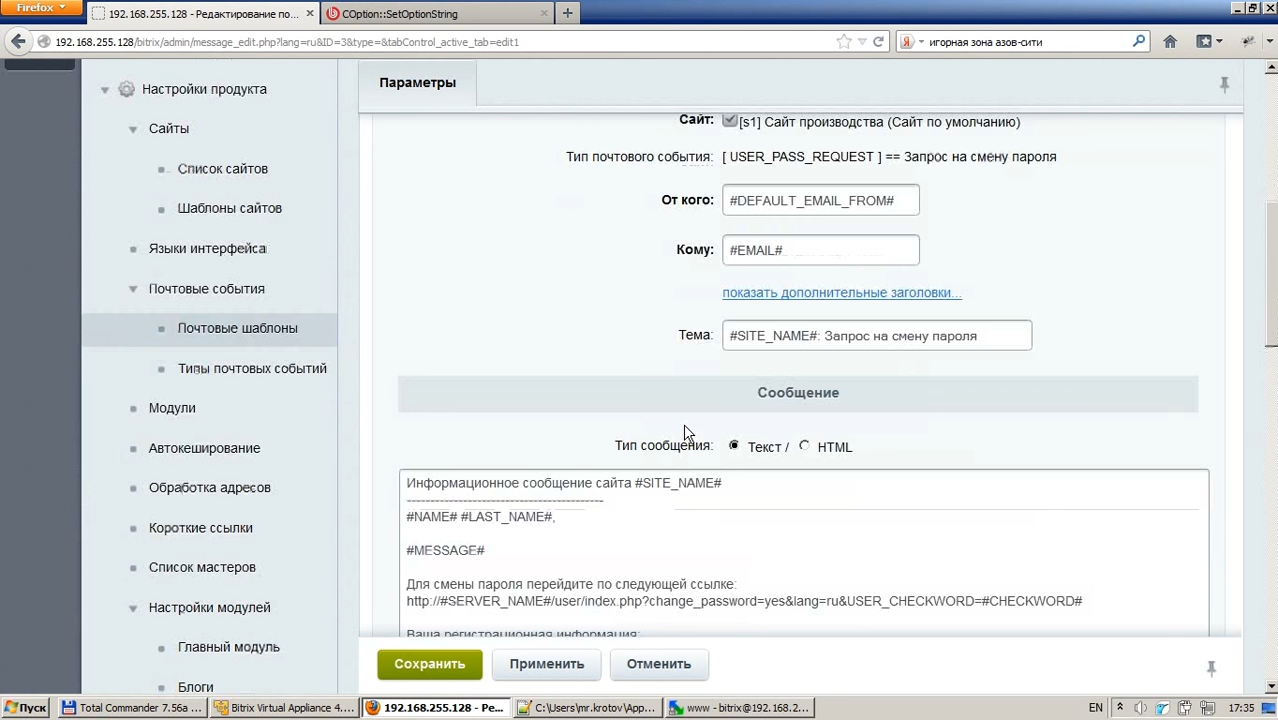 Firefox
192.168.255.128 - Редактирование по...
COption::SetOptionString
192.168.255.128/bitrix/admin/message_edit.php?lang=ru&ID=3&type=&tabControl_active_tab=edit1
игорная зона азов-сити
Настройки продукта
Сайты
Список сайтов
Шаблоны сайтов
Языки интерфейса
Почтовые события
Почтовые шаблоны
Типы почтовых событий
Модули
Автокеширование
Обработка адресов
Короткие ссылки
Список мастеров
Настройки модулей
Главный модуль
Блоги
Параметры
Сайт: [s1] Сайт производства (Сайт по умолчанию)
Тип почтового события: [ USER_PASS_REQUEST ] == Запрос на смену пароля
От кого: #DEFAULT_EMAIL_FROM#
Кому: #EMAIL#
показать дополнительные заголовки...
Тема: #SITE_NAME#: Запрос на смену пароля
Сообщение
Тип сообщения: Текст / HTML
Информационное сообщение сайта #SITE_NAME#
------------------------------------------
#NAME# #LAST_NAME#,
#MESSAGE#
Для смены пароля перейдите по следующей ссылке:
http://#SERVER_NAME#/user/index.php?change_password=yes&lang=ru&USER_CHECKWORD=#CHECKWORD#
Ваша регистрационная информация:
Сохранить Применить Отменить
Пуск
Total Commander 7.56a ...
Bitrix Virtual Appliance 4....
192.168.255.128 - Ре...
C:\Users\mr.krotov\App...
www - bitrix@192.168.2...
EN
17:35